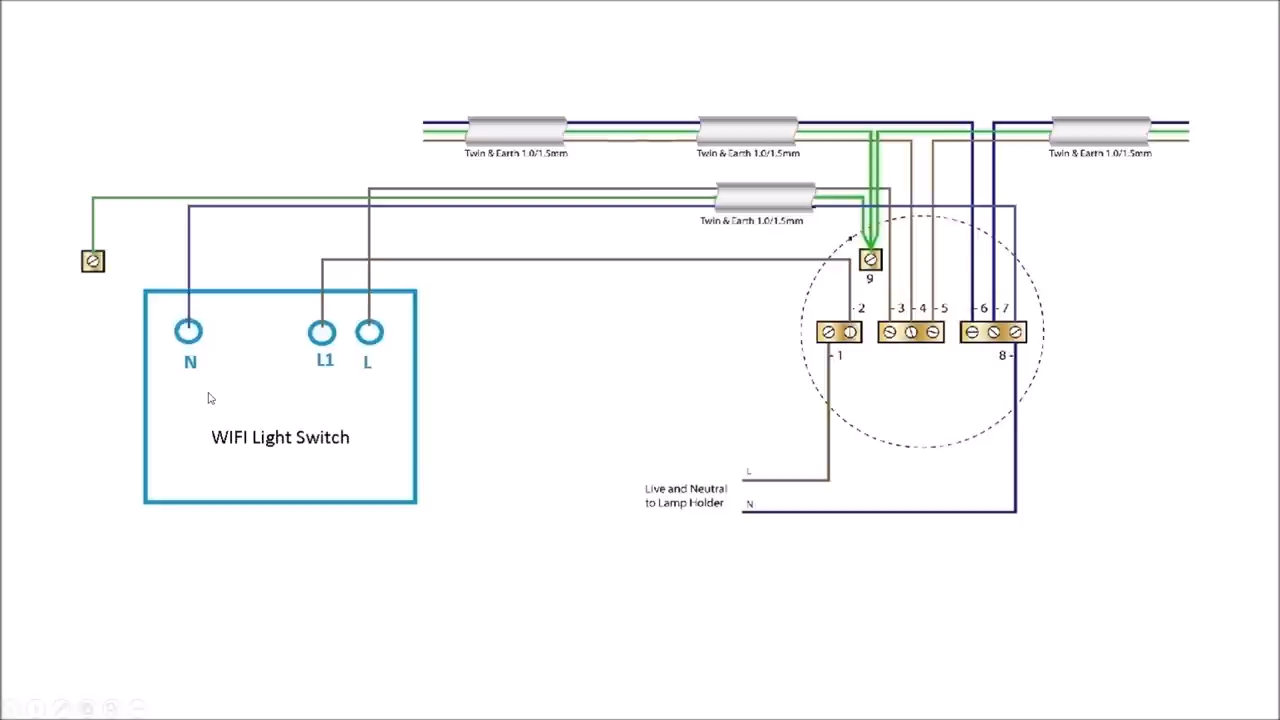 Twin & Earth 1.0/1.5mm
Twin & Earth 1.0/1.5mm
Twin & Earth 1.0/1.5mm
Twin & Earth 1.0/1.5mm
9
2
3
4
5
6
7
1
8
N
L1
L
WIFI Light Switch
L
Live and Neutral
to Lamp Holder
N